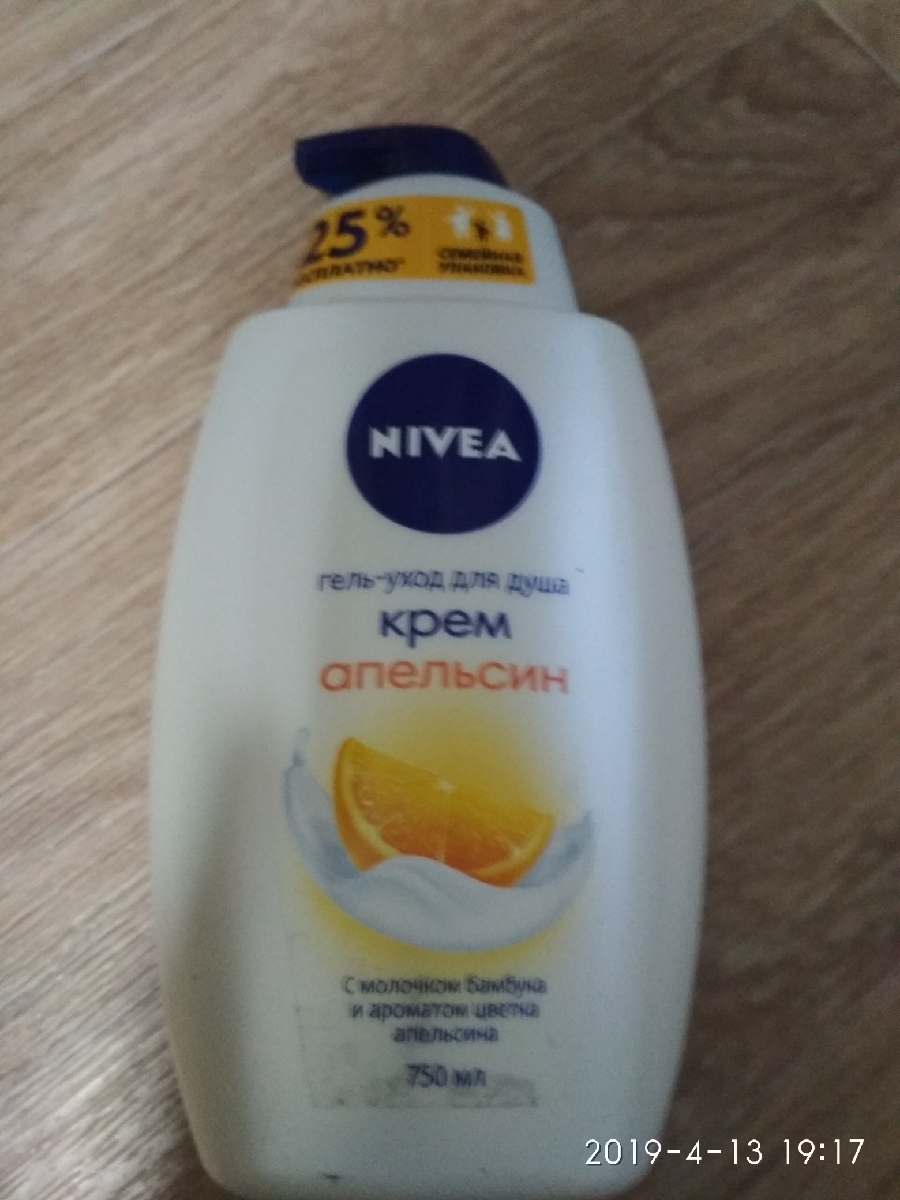 25%
БЕСПЛАТНО*
СЕМЕЙНАЯ
УПАКОВКА
NIVEA
гель-уход для душа
крем
апельсин
С молочком бамбука
и ароматом цветка
апельсина
750 мл
2019-4-13 19:17